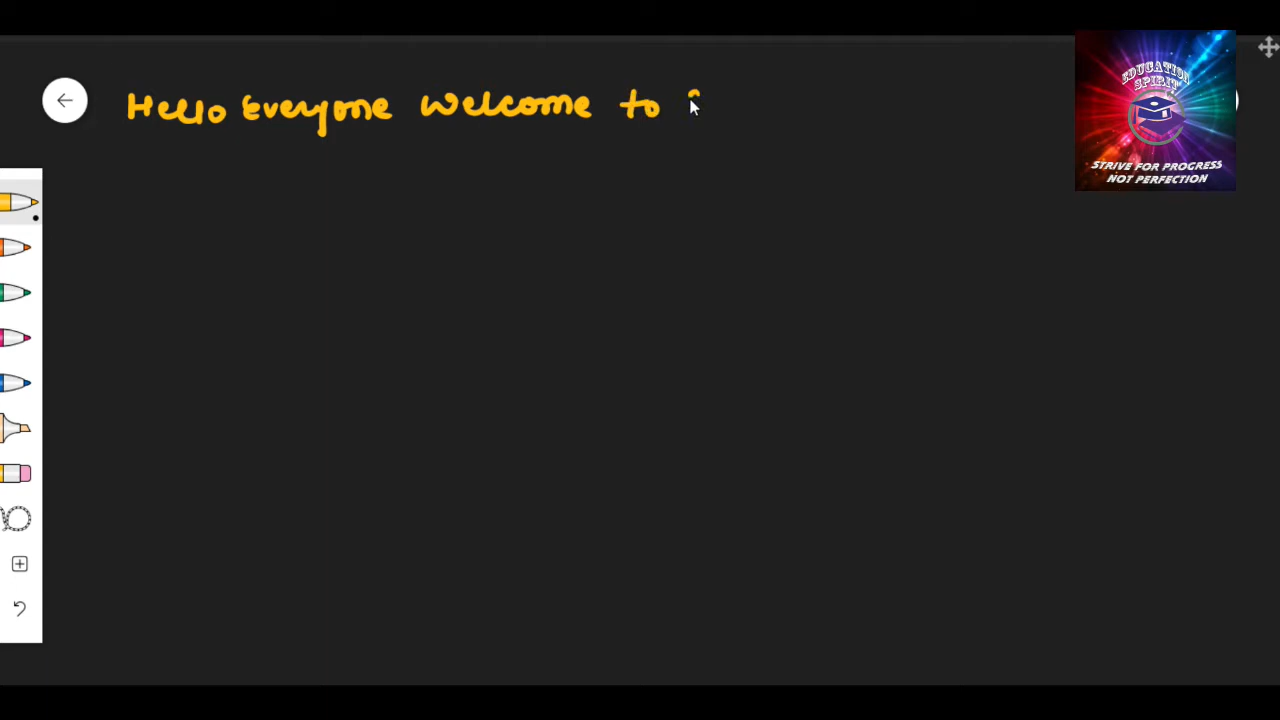 Hello Everyone Welcome to
EDUCATION
SPIRIT
STRIVE FOR PROGRESS
NOT PERFECTION